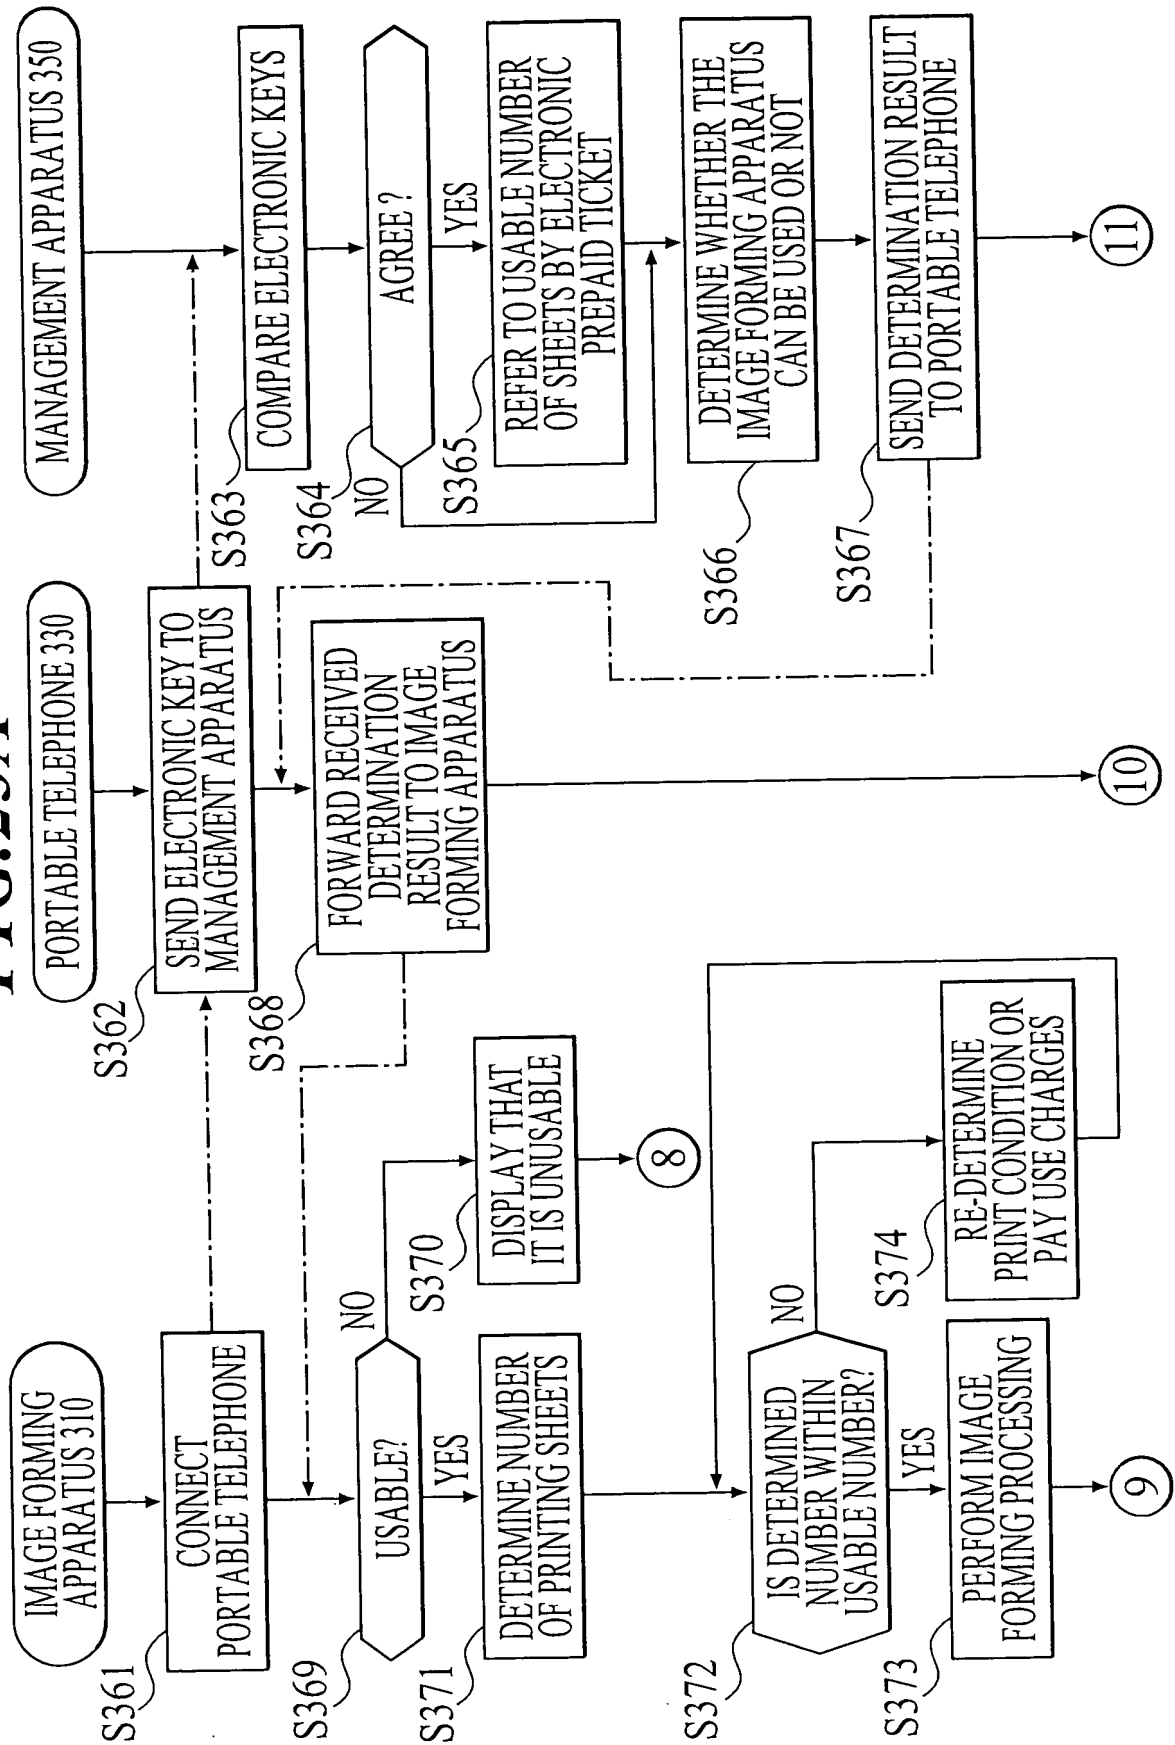 IMAGE FORMING
APPARATUS 310
S361
CONNECT
PORTABLE TELEPHONE
S369
USABLE?
NO
YES
S370
DISPLAY THAT
IT IS UNUSABLE
8
S371
DETERMINE NUMBER
OF PRINTING SHEETS
S372
IS DETERMINED
NUMBER WITHIN
USABLE NUMBER?
NO
YES
S374
RE-DETERMINE
PRINT CONDITION OR
PAY USE CHARGES
S373
PERFORM IMAGE
FORMING PROCESSING
9
PORTABLE TELEPHONE 330
S362
SEND ELECTRONIC KEY TO
MANAGEMENT APPARATUS
S368
FORWARD RECEIVED
DETERMINATION
RESULT TO IMAGE
FORMING APPARATUS
10
MANAGEMENT APPARATUS 350
S363
COMPARE ELECTRONIC KEYS
S364
AGREE?
NO
YES
S365
REFER TO USABLE NUMBER
OF SHEETS BY ELECTRONIC
PREPAID TICKET
S366
DETERMINE WHETHER THE
IMAGE FORMING APPARATUS
CAN BE USED OR NOT
S367
SEND DETERMINATION RESULT
TO PORTABLE TELEPHONE
11